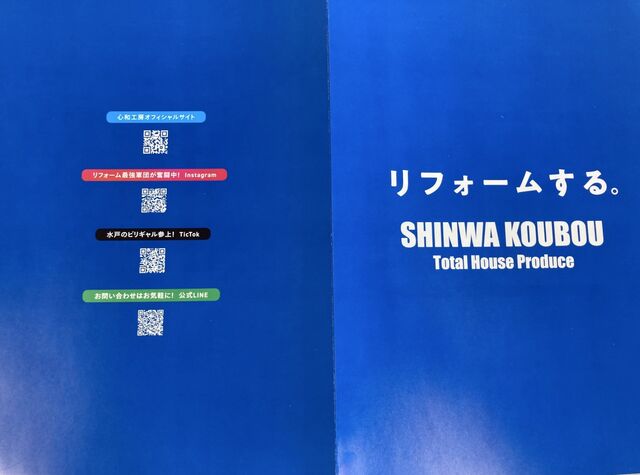 心和工房オフィシャルサイト
リフォーム最強軍団が奮闘中! Instagram
水戸のビリギャル参上! TicTok
お問い合わせはお気軽に! 公式LINE
リフォームする。
SHINWA KOUBOU
Total House Produce